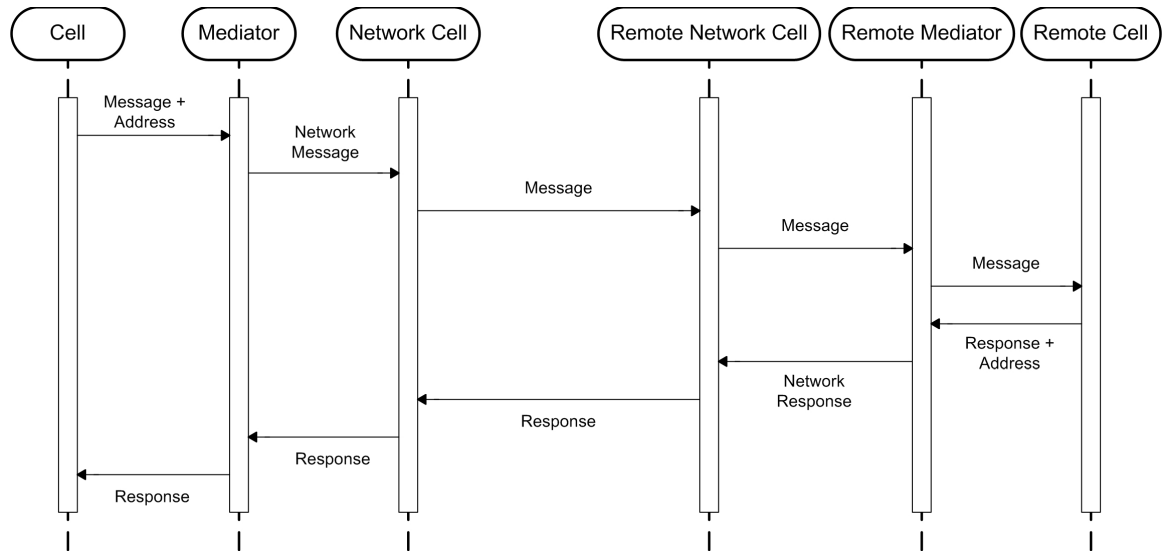 Cell
Mediator
Network Cell
Remote Network Cell
Remote Mediator
Remote Cell
Message +
Address
Network
Message
Message
Message
Message
Response +
Address
Network
Response
Response
Response
Response